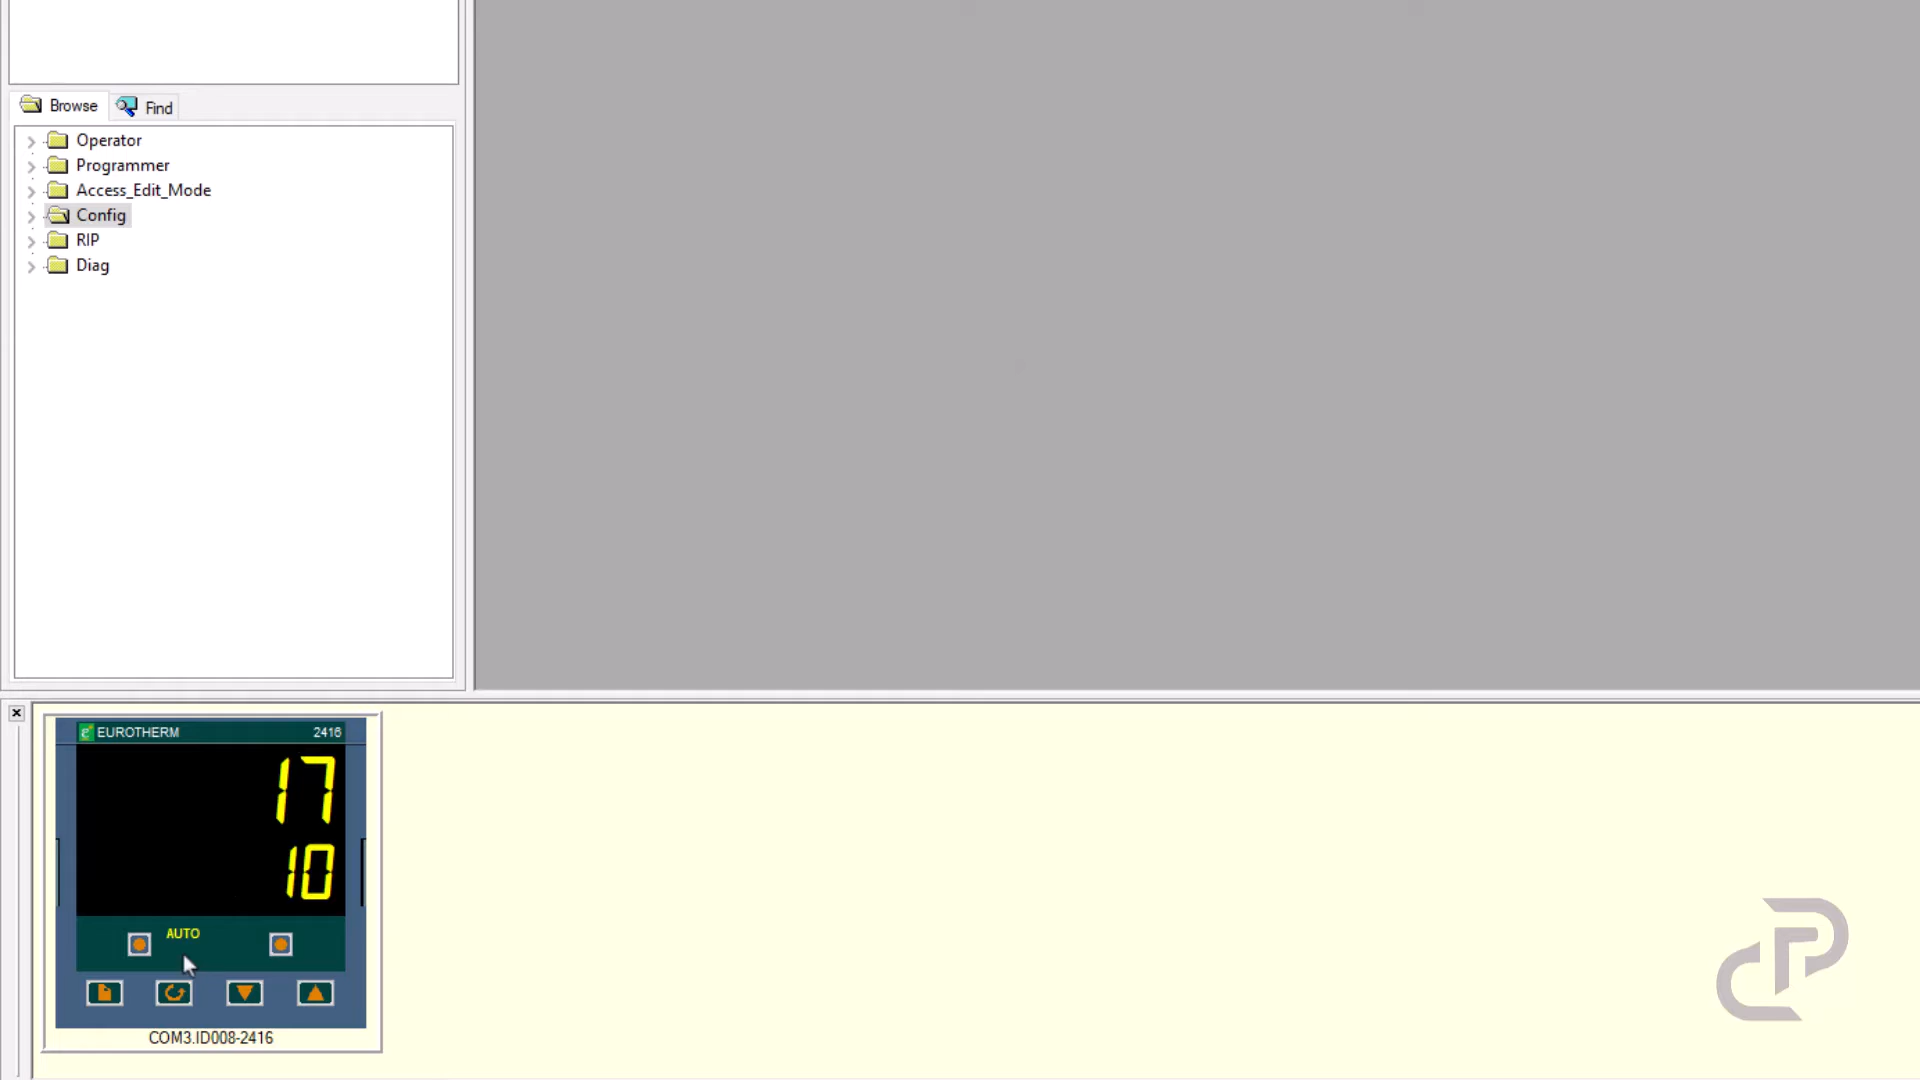 Browse Find
Operator
Programmer
Access_Edit_Mode
Config
RIP
Diag
EUROTHERM 2416
17
10
AUTO
COM3.ID008-2416